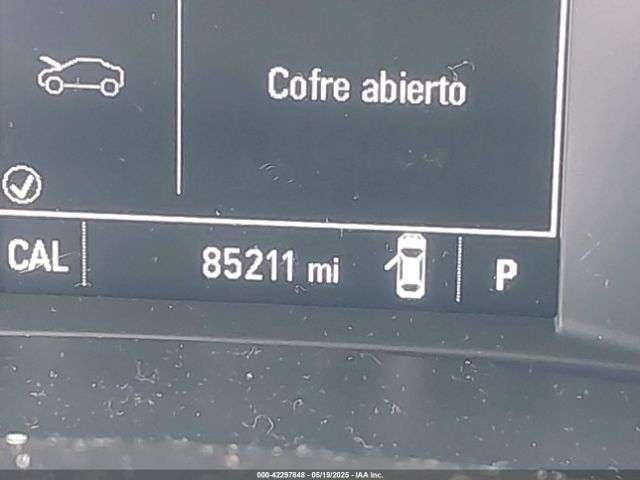 Cofre abierto
CAL 85211 mi P
000-42297848 - 05/19/2025 - IAA Inc.